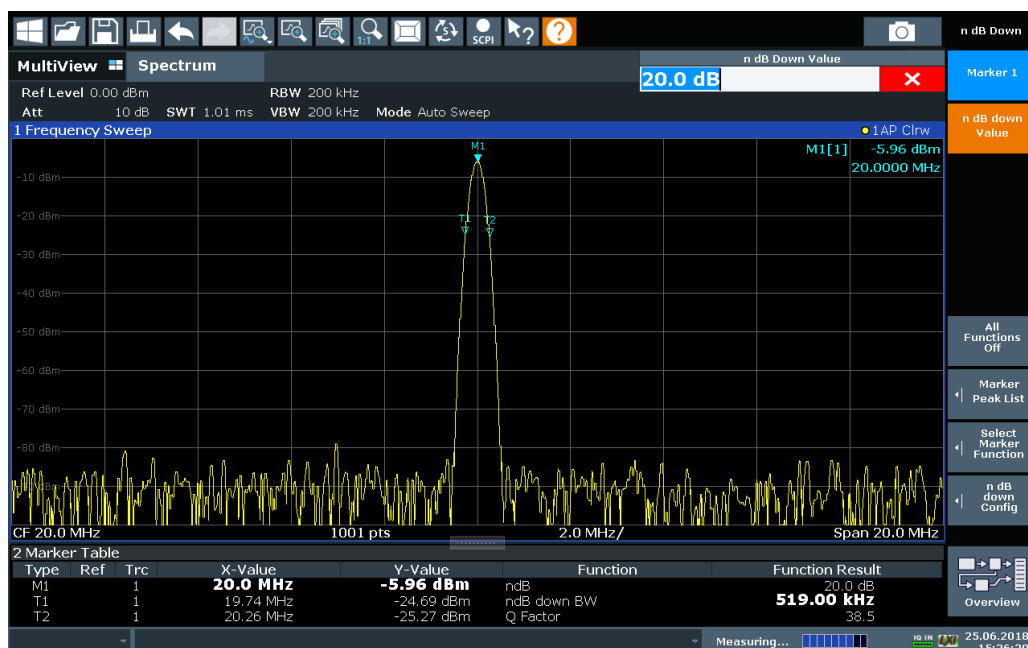 1:1
SCPI
n dB Down
MultiView
Spectrum
n dB Down Value
20.0 dB
Marker 1
Ref Level 0.00 dBm
RBW 200 kHz
Att 10 dB SWT 1.01 ms VBW 200 kHz Mode Auto Sweep
n dB down
Value
1 Frequency Sweep
1AP Clrw
M1
M1[1] -5.96 dBm
20.0000 MHz
-10 dBm
-20 dBm
T1 T2
-30 dBm
-40 dBm
-50 dBm
All
Functions
Off
-60 dBm
Marker
Peak List
-70 dBm
Select
Marker
Function
-80 dBm
n dB
down
Config
CF 20.0 MHz 1001 pts 2.0 MHz/ Span 20.0 MHz
2 Marker Table
Type Ref Trc X-Value Y-Value Function Function Result
M1 1 20.0 MHz -5.96 dBm ndB 20.0 dB
T1 1 19.74 MHz -24.69 dBm ndB down BW 519.00 kHz
T2 1 20.26 MHz -25.27 dBm Q Factor 38.5
Overview
Measuring...
IQ IN
LXI
25.06.2018